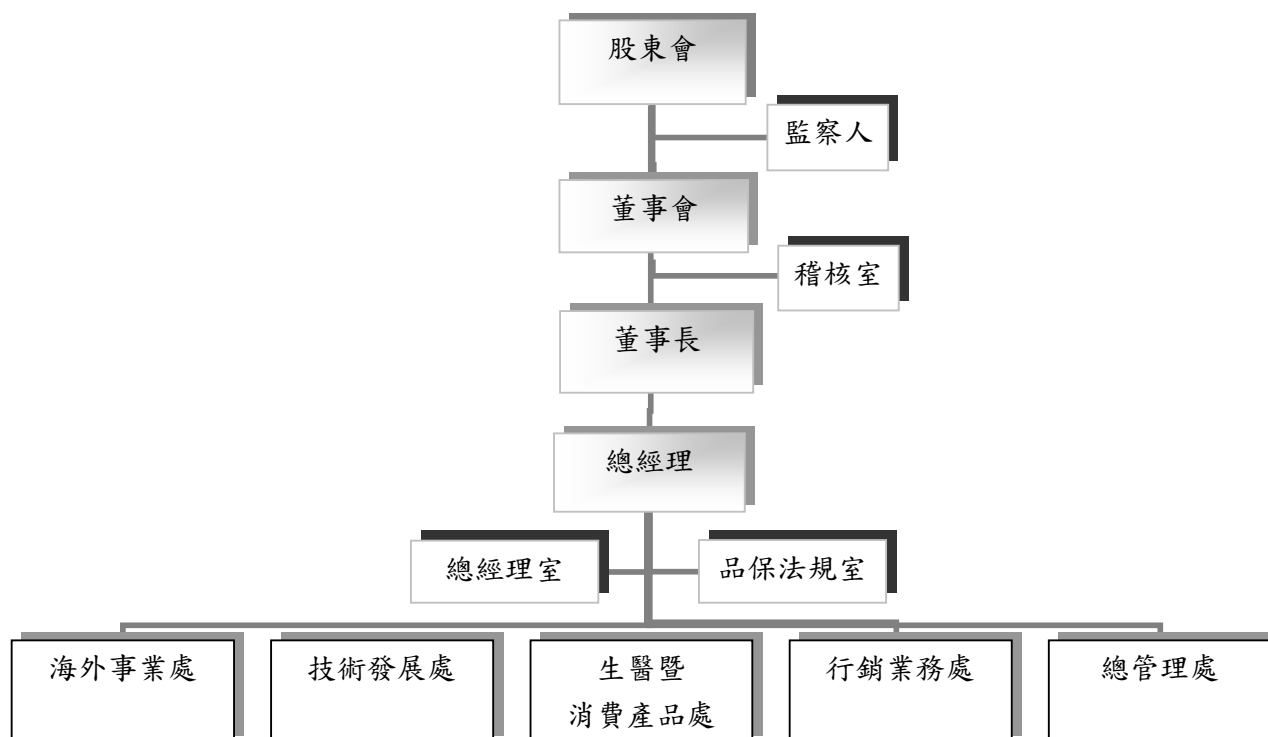 股東會
監察人
董事會
稽核室
董事長
總經理
總經理室
品保法規室
海外事業處
技術發展處
生醫暨
消費產品處
行銷業務處
總管理處